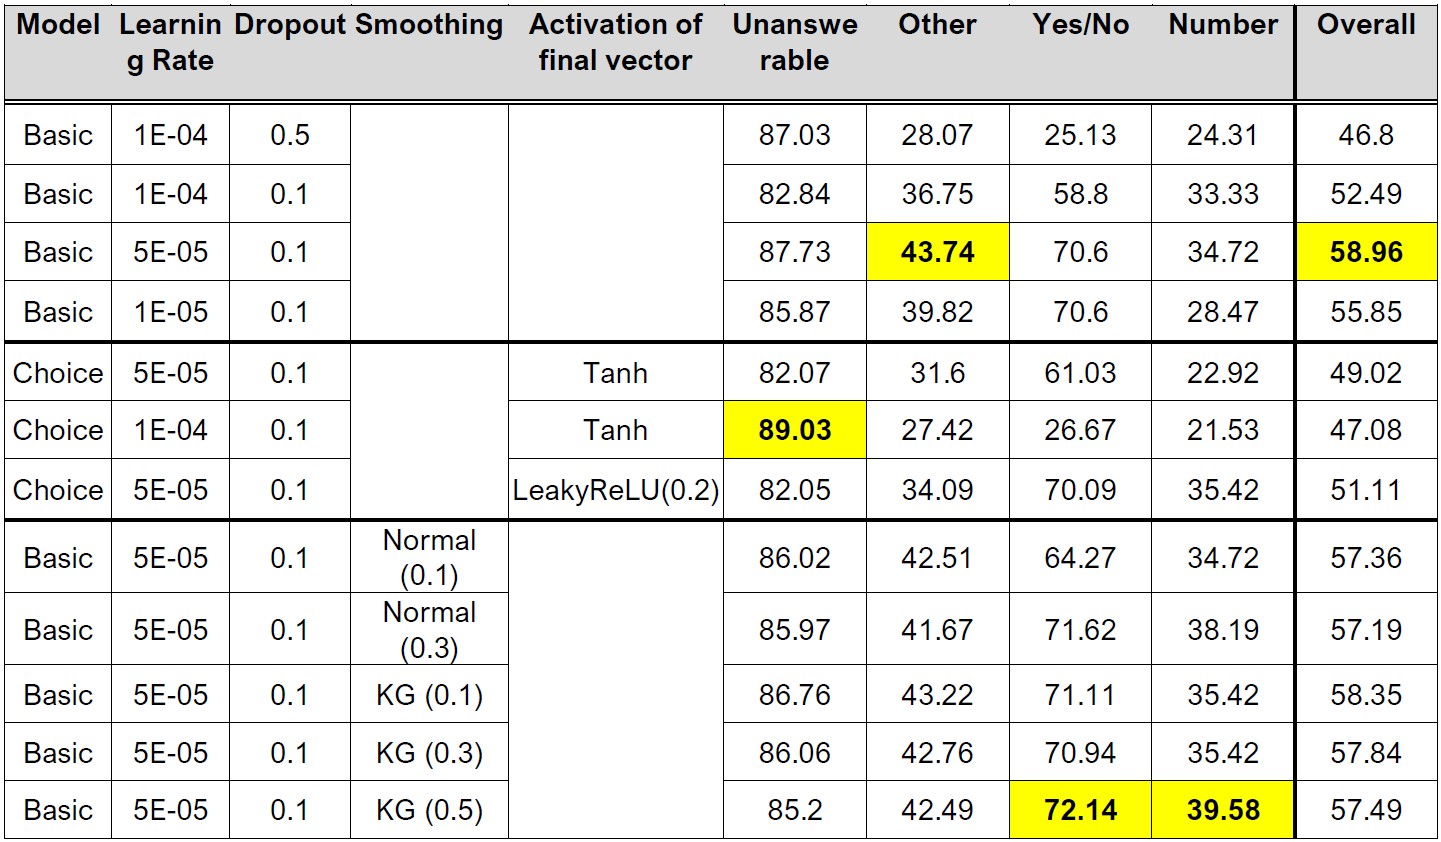 Model Learnin Dropout Smoothing Activation of Unanswe Other Yes/No Number Overall
g Rate final vector rable
Basic 1E-04 0.5 87.03 28.07 25.13 24.31 46.8
Basic 1E-04 0.1 82.84 36.75 58.8 33.33 52.49
Basic 5E-05 0.1 87.73 43.74 70.6 34.72 58.96
Basic 1E-05 0.1 85.87 39.82 70.6 28.47 55.85
Choice 5E-05 0.1 Tanh 82.07 31.6 61.03 22.92 49.02
Choice 1E-04 0.1 Tanh 89.03 27.42 26.67 21.53 47.08
Choice 5E-05 0.1 LeakyReLU(0.2) 82.05 34.09 70.09 35.42 51.11
Normal
Basic 5E-05 0.1 86.02 42.51 64.27 34.72 57.36
(0.1)
Normal
Basic 5E-05 0.1 85.97 41.67 71.62 38.19 57.19
(0.3)
Basic 5E-05 0.1 KG (0.1) 86.76 43.22 71.11 35.42 58.35
Basic 5E-05 0.1 KG (0.3) 86.06 42.76 70.94 35.42 57.84
Basic 5E-05 0.1 KG (0.5) 85.2 42.49 72.14 39.58 57.49